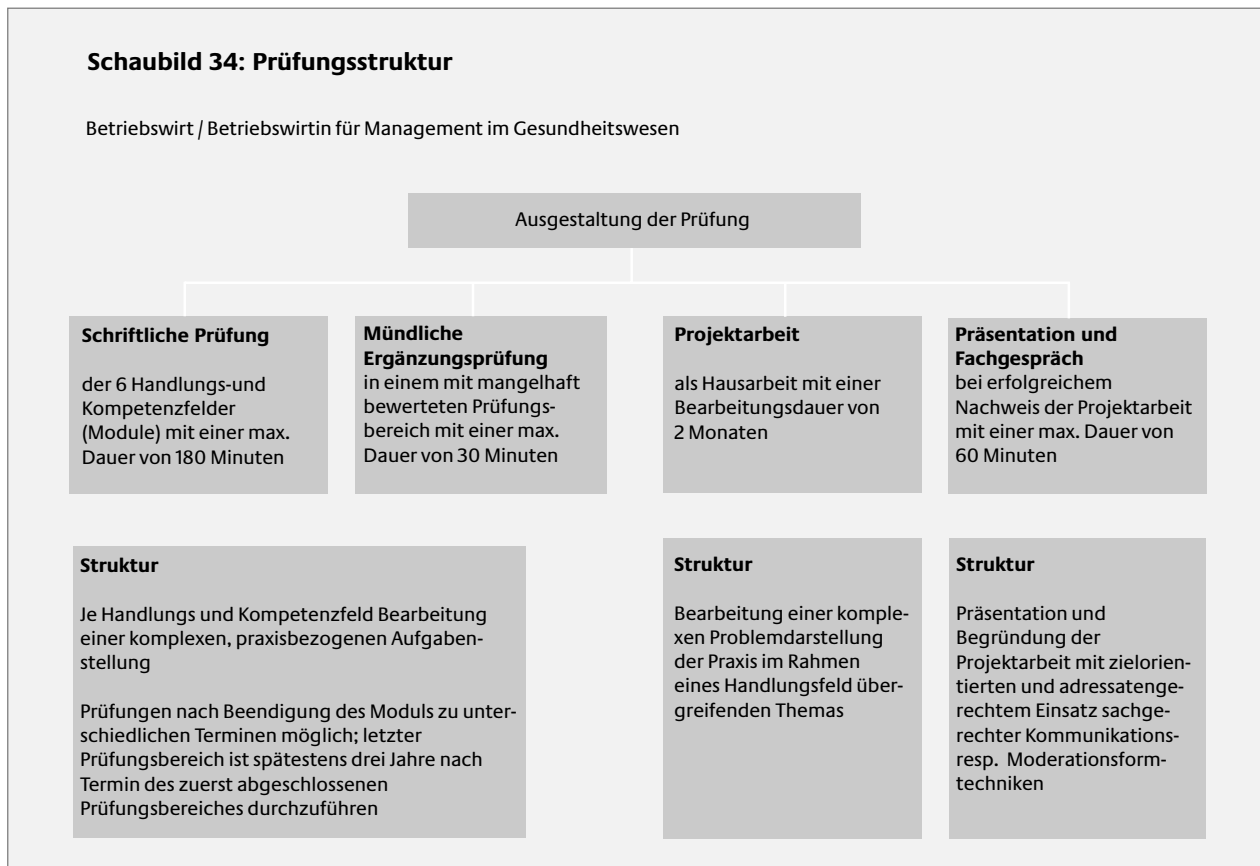 Schaubild 34: Prüfungsstruktur
Betriebswirt / Betriebswirtin für Management im Gesundheitswesen
Ausgestaltung der Prüfung
Schriftliche Prüfung
der 6 Handlungs-und
Kompetenzfelder
(Module) mit einer max.
Dauer von 180 Minuten
Mündliche
Ergänzungsprüfung
in einem mit mangelhaft
bewerteten Prüfungs-
bereich mit einer max.
Dauer von 30 Minuten
Projektarbeit
als Hausarbeit mit einer
Bearbeitungsdauer von
2 Monaten
Präsentation und
Fachgespräch
bei erfolgreichem
Nachweis der Projektarbeit
mit einer max. Dauer von
60 Minuten
Struktur
Je Handlungs und Kompetenzfeld Bearbeitung
einer komplexen, praxisbezogenen Aufgaben-
stellung
Prüfungen nach Beendigung des Moduls zu unter-
schiedlichen Terminen möglich; letzter
Prüfungsbereich ist spätestens drei Jahre nach
Termin des zuerst abgeschlossenen
Prüfungsbereiches durchzuführen
Struktur
Bearbeitung einer komple-
xen Problemdarstellung
der Praxis im Rahmen
eines Handlungsfeld über-
greifenden Themas
Struktur
Präsentation und
Begründung der
Projektarbeit mit zielorien-
tierten und adressatenge-
rechtem Einsatz sachge-
rechter Kommunikations-
resp. Moderationsform-
techniken